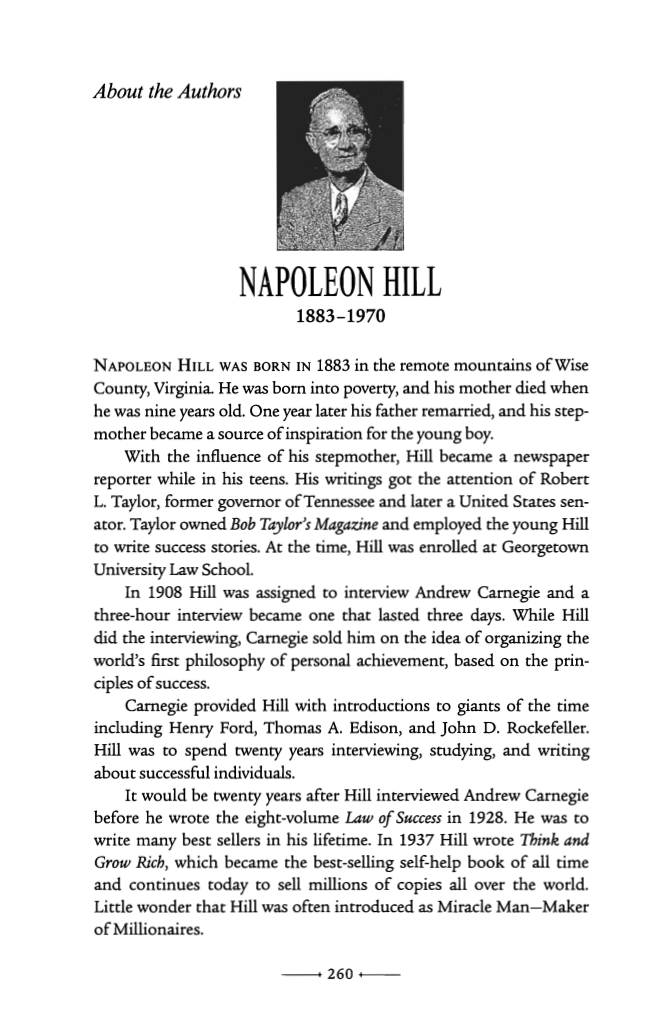 About the Authors
NAPOLEON HILL
1883–1970
NAPOLEON HILL WAS BORN IN 1883 in the remote mountains of Wise
County, Virginia. He was born into poverty, and his mother died when
he was nine years old. One year later his father remarried, and his step-
mother became a source of inspiration for the young boy.
With the influence of his stepmother, Hill became a newspaper
reporter while in his teens. His writings got the attention of Robert
L. Taylor, former governor of Tennessee and later a United States sen-
ator. Taylor owned Bob Taylor's Magazine and employed the young Hill
to write success stories. At the time, Hill was enrolled at Georgetown
University Law School.
In 1908 Hill was assigned to interview Andrew Carnegie and a
three-hour interview became one that lasted three days. While Hill
did the interviewing, Carnegie sold him on the idea of organizing the
world's first philosophy of personal achievement, based on the prin-
ciples of success.
Carnegie provided Hill with introductions to giants of the time
including Henry Ford, Thomas A. Edison, and John D. Rockefeller.
Hill was to spend twenty years interviewing, studying, and writing
about successful individuals.
It would be twenty years after Hill interviewed Andrew Carnegie
before he wrote the eight-volume Law of Success in 1928. He was to
write many best sellers in his lifetime. In 1937 Hill wrote Think and
Grow Rich, which became the best-selling self-help book of all time
and continues today to sell millions of copies all over the world.
Little wonder that Hill was often introduced as Miracle Man—Maker
of Millionaires.
260